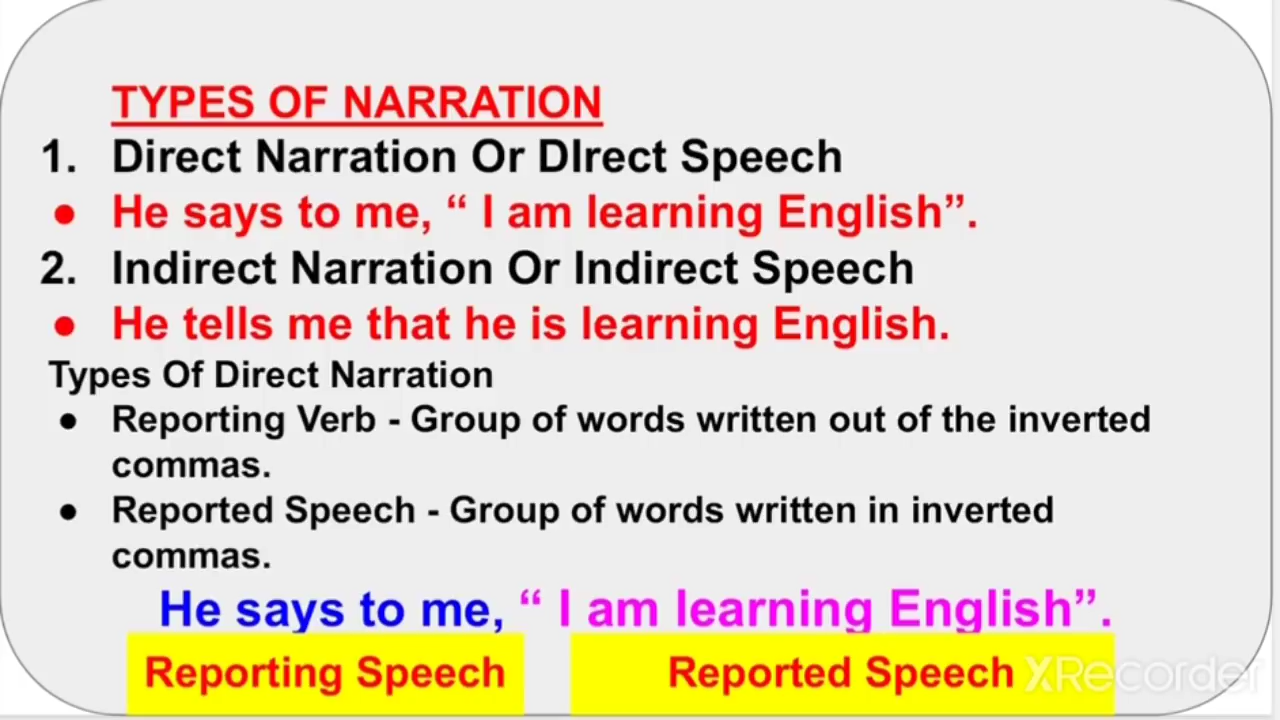 TYPES OF NARRATION
1. Direct Narration Or DIrect Speech
● He says to me, “ I am learning English”.
2. Indirect Narration Or Indirect Speech
● He tells me that he is learning English.
Types Of Direct Narration
● Reporting Verb - Group of words written out of the inverted
commas.
● Reported Speech - Group of words written in inverted
commas.
He says to me, “ I am learning English”.
Reporting Speech Reported Speech XRecorder